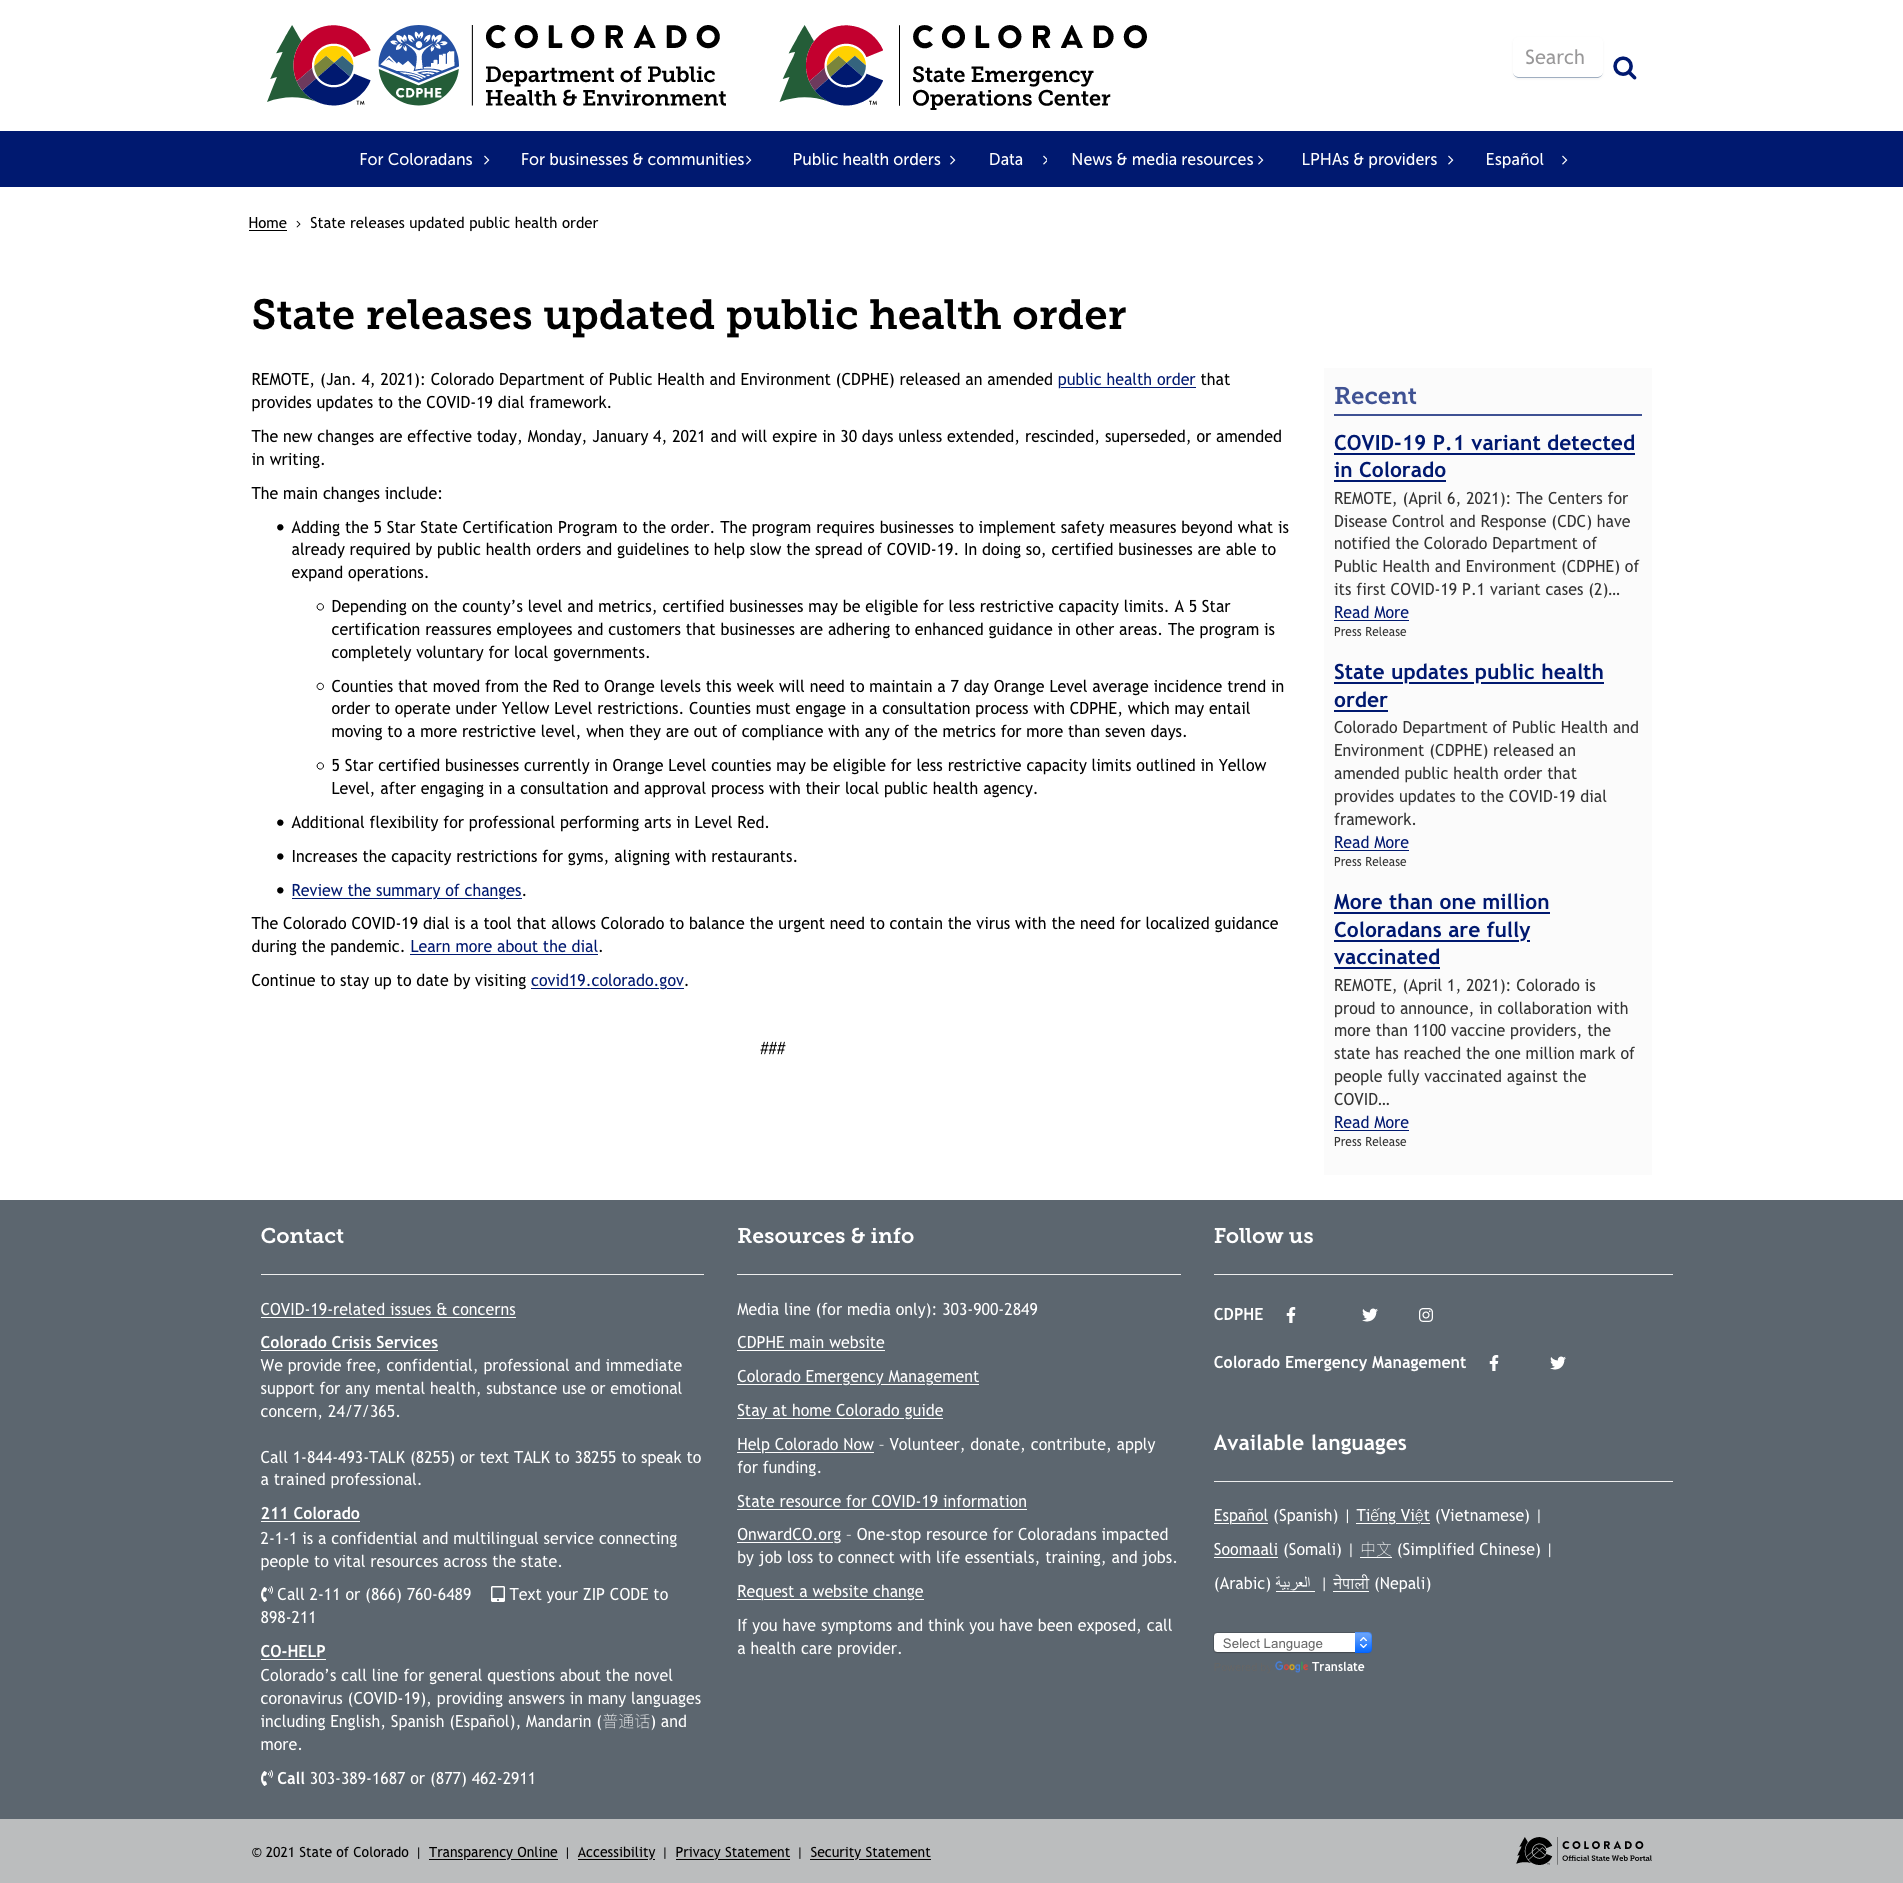 COLORADO
Department of Public
Health & Environment
CDPHE
TM
COLORADO
State Emergency
Operations Center
TM
Search
For Coloradans
For businesses & communities
Public health orders
Data
News & media resources
LPHAs & providers
Español
Home › State releases updated public health order
State releases updated public health order
REMOTE, (Jan. 4, 2021): Colorado Department of Public Health and Environment (CDPHE) released an amended public health order that
provides updates to the COVID-19 dial framework.
The new changes are effective today, Monday, January 4, 2021 and will expire in 30 days unless extended, rescinded, superseded, or amended
in writing.
The main changes include:
• Adding the 5 Star State Certification Program to the order. The program requires businesses to implement safety measures beyond what is
already required by public health orders and guidelines to help slow the spread of COVID-19. In doing so, certified businesses are able to
expand operations.
○ Depending on the county’s level and metrics, certified businesses may be eligible for less restrictive capacity limits. A 5 Star
certification reassures employees and customers that businesses are adhering to enhanced guidance in other areas. The program is
completely voluntary for local governments.
○ Counties that moved from the Red to Orange levels this week will need to maintain a 7 day Orange Level average incidence trend in
order to operate under Yellow Level restrictions. Counties must engage in a consultation process with CDPHE, which may entail
moving to a more restrictive level, when they are out of compliance with any of the metrics for more than seven days.
○ 5 Star certified businesses currently in Orange Level counties may be eligible for less restrictive capacity limits outlined in Yellow
Level, after engaging in a consultation and approval process with their local public health agency.
• Additional flexibility for professional performing arts in Level Red.
• Increases the capacity restrictions for gyms, aligning with restaurants.
• Review the summary of changes.
The Colorado COVID-19 dial is a tool that allows Colorado to balance the urgent need to contain the virus with the need for localized guidance
during the pandemic. Learn more about the dial.
Continue to stay up to date by visiting covid19.colorado.gov.
###
Recent
COVID-19 P.1 variant detected
in Colorado
REMOTE, (April 6, 2021): The Centers for
Disease Control and Response (CDC) have
notified the Colorado Department of
Public Health and Environment (CDPHE) of
its first COVID-19 P.1 variant cases (2)...
Read More
Press Release
State updates public health
order
Colorado Department of Public Health and
Environment (CDPHE) released an
amended public health order that
provides updates to the COVID-19 dial
framework.
Read More
Press Release
More than one million
Coloradans are fully
vaccinated
REMOTE, (April 1, 2021): Colorado is
proud to announce, in collaboration with
more than 1100 vaccine providers, the
state has reached the one million mark of
people fully vaccinated against the
COVID...
Read More
Press Release
Contact
COVID-19-related issues & concerns
Colorado Crisis Services
We provide free, confidential, professional and immediate
support for any mental health, substance use or emotional
concern, 24/7/365.
Call 1-844-493-TALK (8255) or text TALK to 38255 to speak to
a trained professional.
211 Colorado
2-1-1 is a confidential and multilingual service connecting
people to vital resources across the state.
Call 2-11 or (866) 760-6489 Text your ZIP CODE to
898-211
CO-HELP
Colorado’s call line for general questions about the novel
coronavirus (COVID-19), providing answers in many languages
including English, Spanish (Español), Mandarin (普通话) and
more.
Call 303-389-1687 or (877) 462-2911
Resources & info
Media line (for media only): 303-900-2849
CDPHE main website
Colorado Emergency Management
Stay at home Colorado guide
Help Colorado Now - Volunteer, donate, contribute, apply
for funding.
State resource for COVID-19 information
OnwardCO.org - One-stop resource for Coloradans impacted
by job loss to connect with life essentials, training, and jobs.
Request a website change
If you have symptoms and think you have been exposed, call
a health care provider.
Follow us
CDPHE
Colorado Emergency Management
Available languages
Español (Spanish) | Tiếng Việt (Vietnamese) |
Soomaali (Somali) | 中文 (Simplified Chinese) |
(Arabic) العربية | नेपाली (Nepali)
Select Language
Google Translate
© 2021 State of Colorado | Transparency Online | Accessibility | Privacy Statement | Security Statement
COLORADO
Official State Web Portal